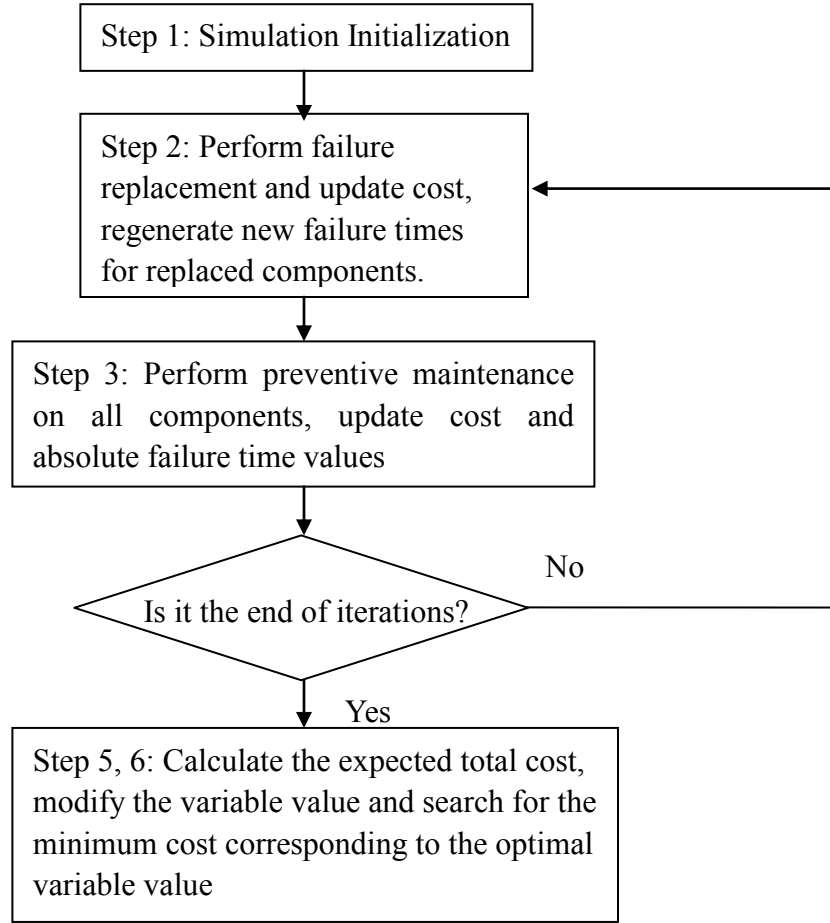 Step 1: Simulation Initialization
Step 2: Perform failure
replacement and update cost,
regenerate new failure times
for replaced components.
Step 3: Perform preventive maintenance
on all components, update cost and
absolute failure time values
Is it the end of iterations?
No
Yes
Step 5, 6: Calculate the expected total cost,
modify the variable value and search for the
minimum cost corresponding to the optimal
variable value